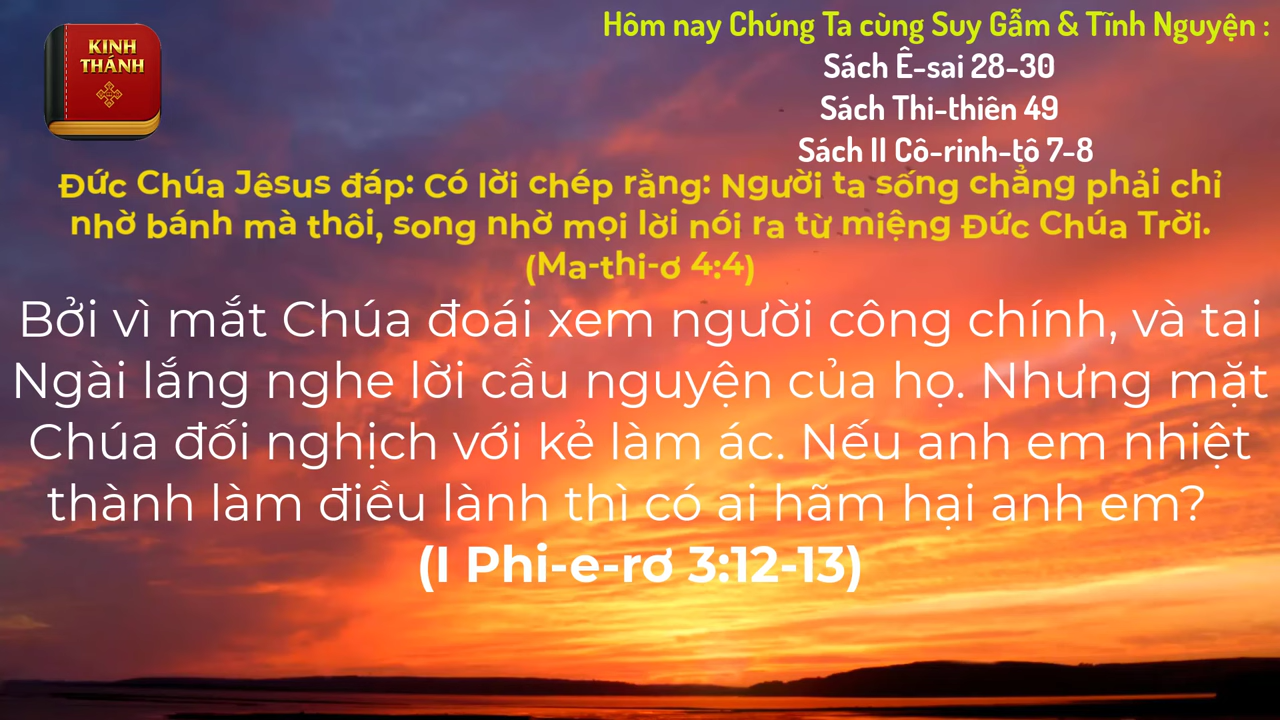 KINH
THÁNH
Hôm nay Chúng Ta cùng Suy Gẫm & Tĩnh Nguyện :
Sách Ê-sai 28-30
Sách Thi-thiên 49
Sách II Cô-rinh-tô 7-8
Đức Chúa Jêsus đáp: Có lời chép rằng: Người ta sống chẳng phải chỉ
nhờ bánh mà thôi, song nhờ mọi lời nói ra từ miệng Đức Chúa Trời.
(Ma-thi-ơ 4:4)
Bởi vì mắt Chúa đoái xem người công chính, và tai
Ngài lắng nghe lời cầu nguyện của họ. Nhưng mặt
Chúa đối nghịch với kẻ làm ác. Nếu anh em nhiệt
thành làm điều lành thì có ai hãm hại anh em?
(I Phi-e-rơ 3:12-13)